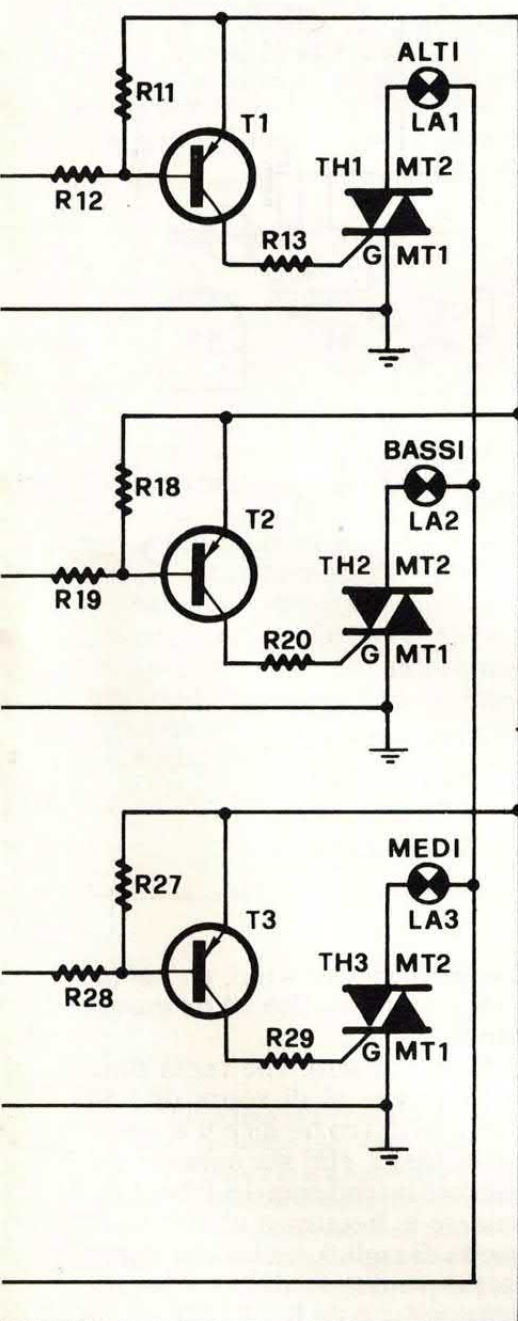 ALTI
R11
T1
LA1
TH1 MT2
R12
R13
G MT1
BASSI
R18
T2
LA2
TH2 MT2
R19
R20
G MT1
MEDI
R27
T3
LA3
TH3 MT2
R28
R29
G MT1